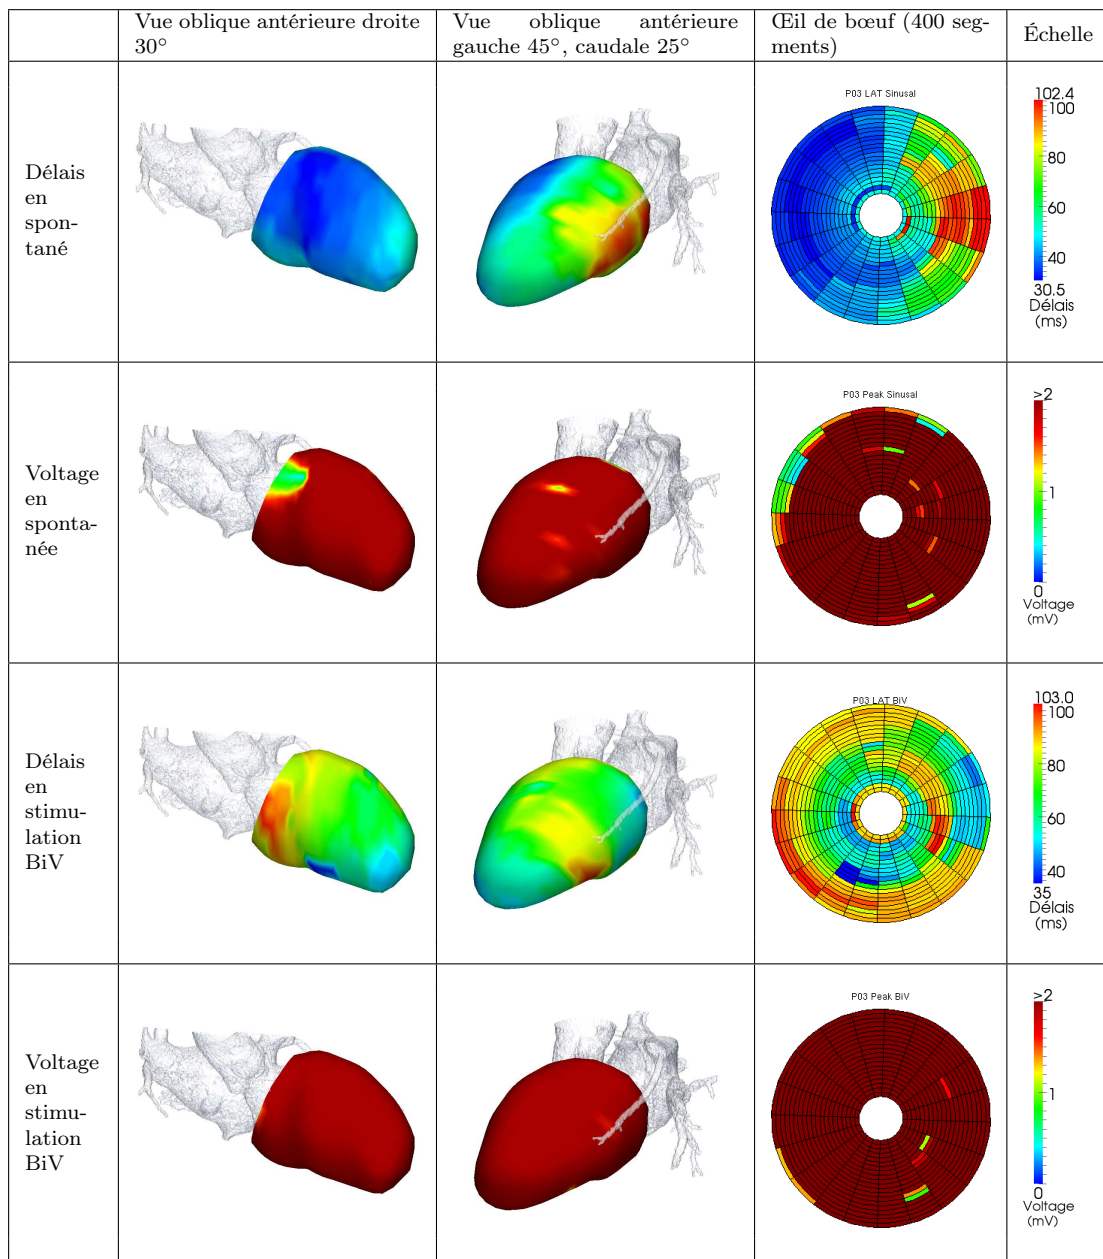 Vue oblique antérieure droite
30°
Vue oblique antérieure
gauche 45°, caudale 25°
Œil de bœuf (400 seg-
ments)
Échelle
Délais
en
spon-
tané
P03 LAT Sinusal
102.4
100
80
60
40
30.5
Délais
(ms)
Voltage
en
sponta-
née
P03 Peak Sinusal
>2
1
0
Voltage
(mV)
Délais
en
stimu-
lation
BiV
P03 LAT BiV
103.0
100
80
60
40
35
Délais
(ms)
Voltage
en
stimu-
lation
BiV
P03 Peak BiV
>2
1
0
Voltage
(mV)